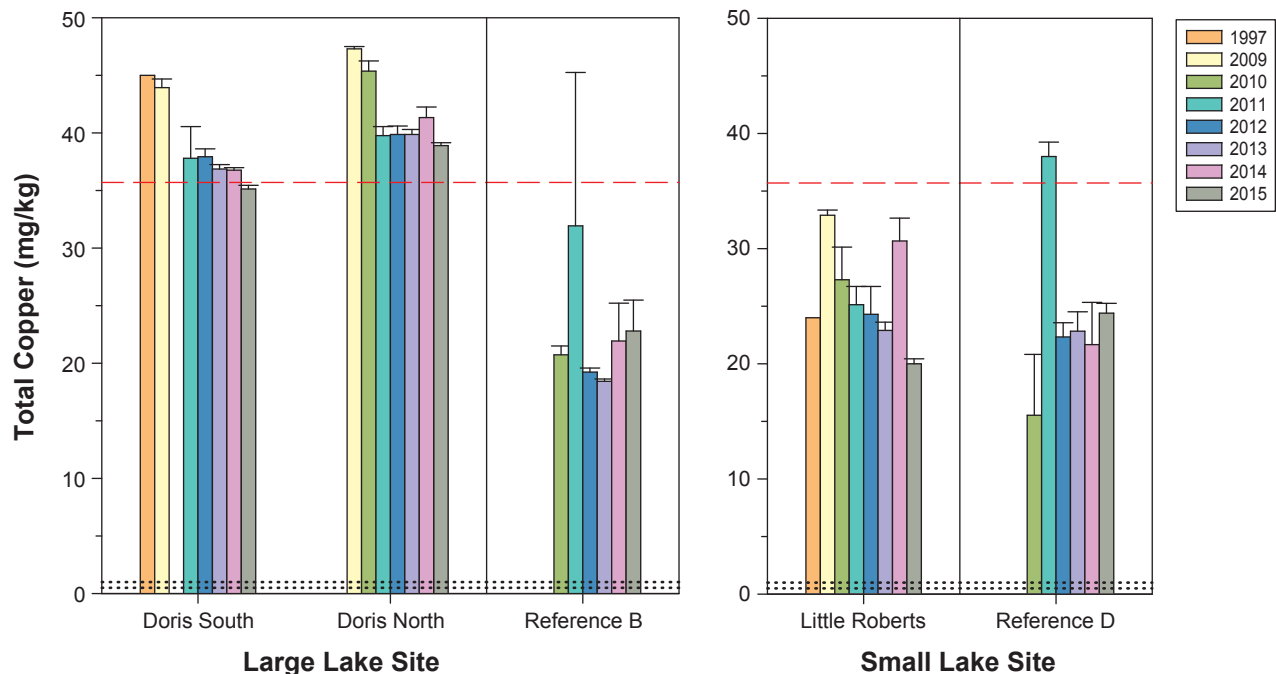 Total Copper (mg/kg)
50
40
30
20
10
0
Doris South
Doris North
Reference B
Large Lake Site
50
40
30
20
10
0
Little Roberts
Reference D
Small Lake Site
1997
2009
2010
2011
2012
2013
2014
2015